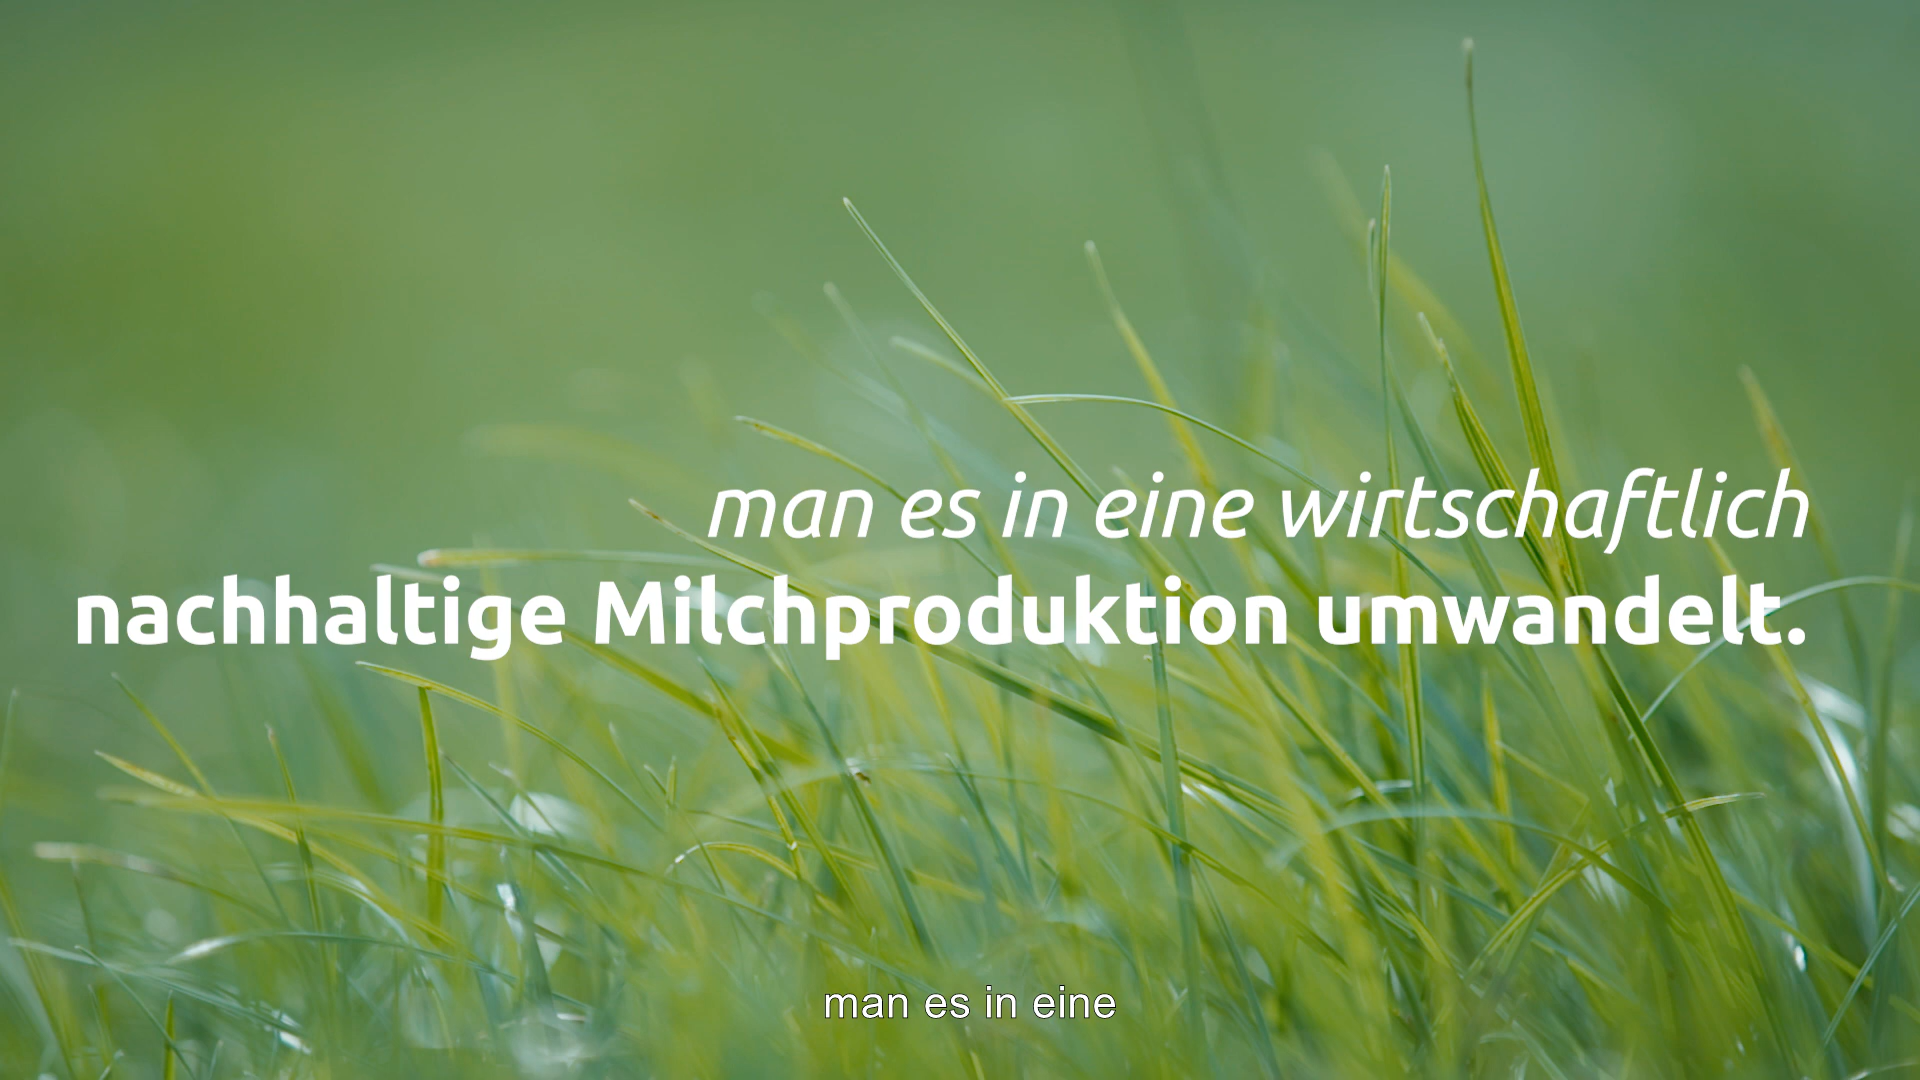 man es in eine wirtschaftlich
nachhaltige Milchproduktion umwandelt.
man es in eine